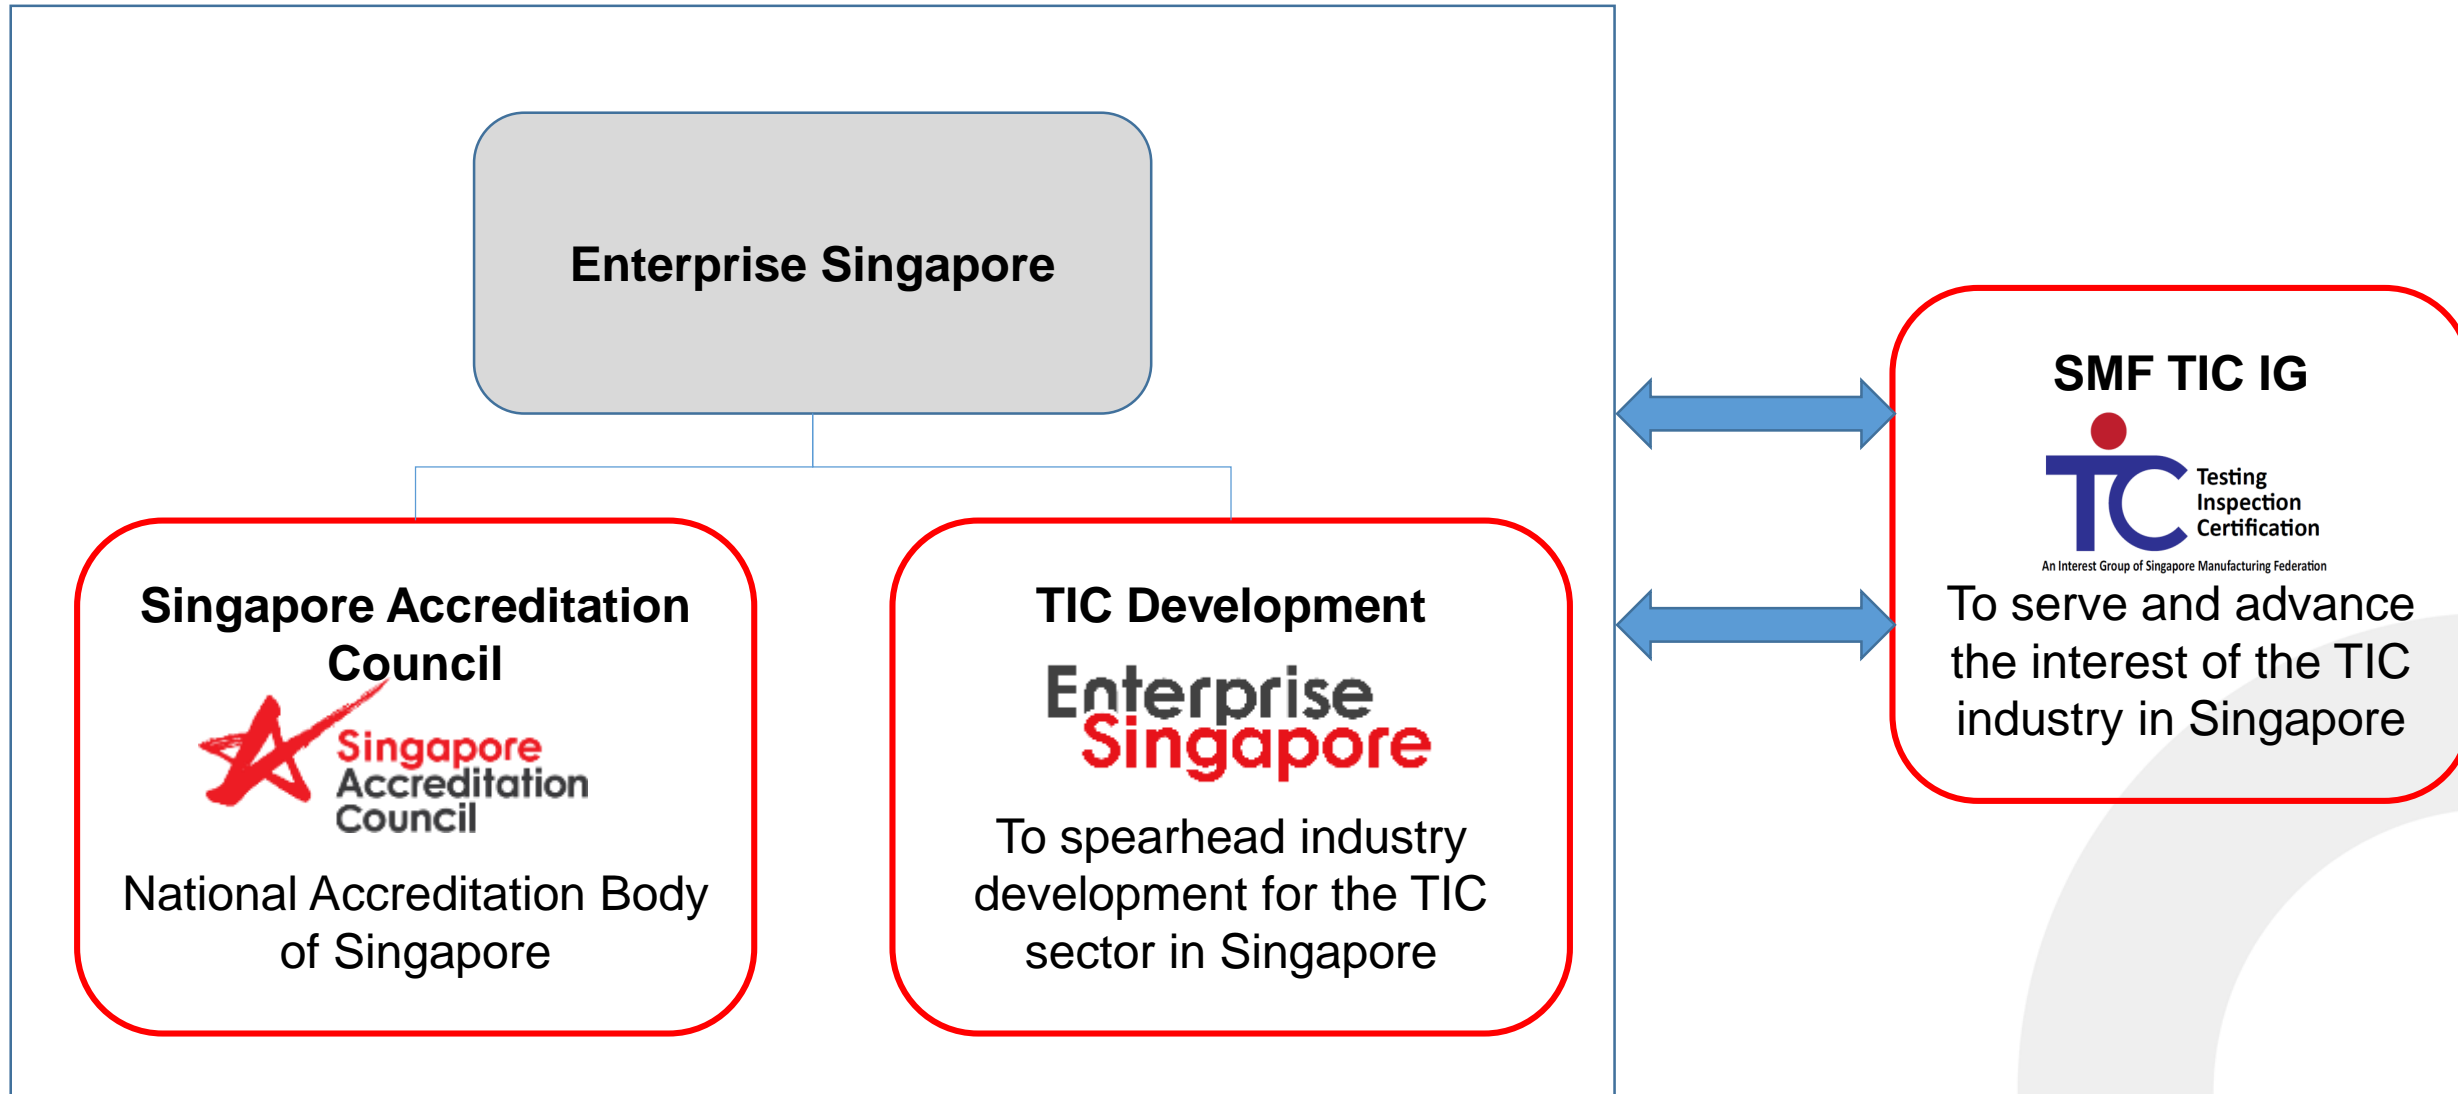 Enterprise Singapore
Singapore Accreditation
Council
Singapore
Accreditation
Council
National Accreditation Body
of Singapore
TIC Development
Enterprise
Singapore
To spearhead industry
development for the TIC
sector in Singapore
SMF TIC IG
TC
Testing
Inspection
Certification
An Interest Group of Singapore Manufacturing Federation
To serve and advance
the interest of the TIC
industry in Singapore